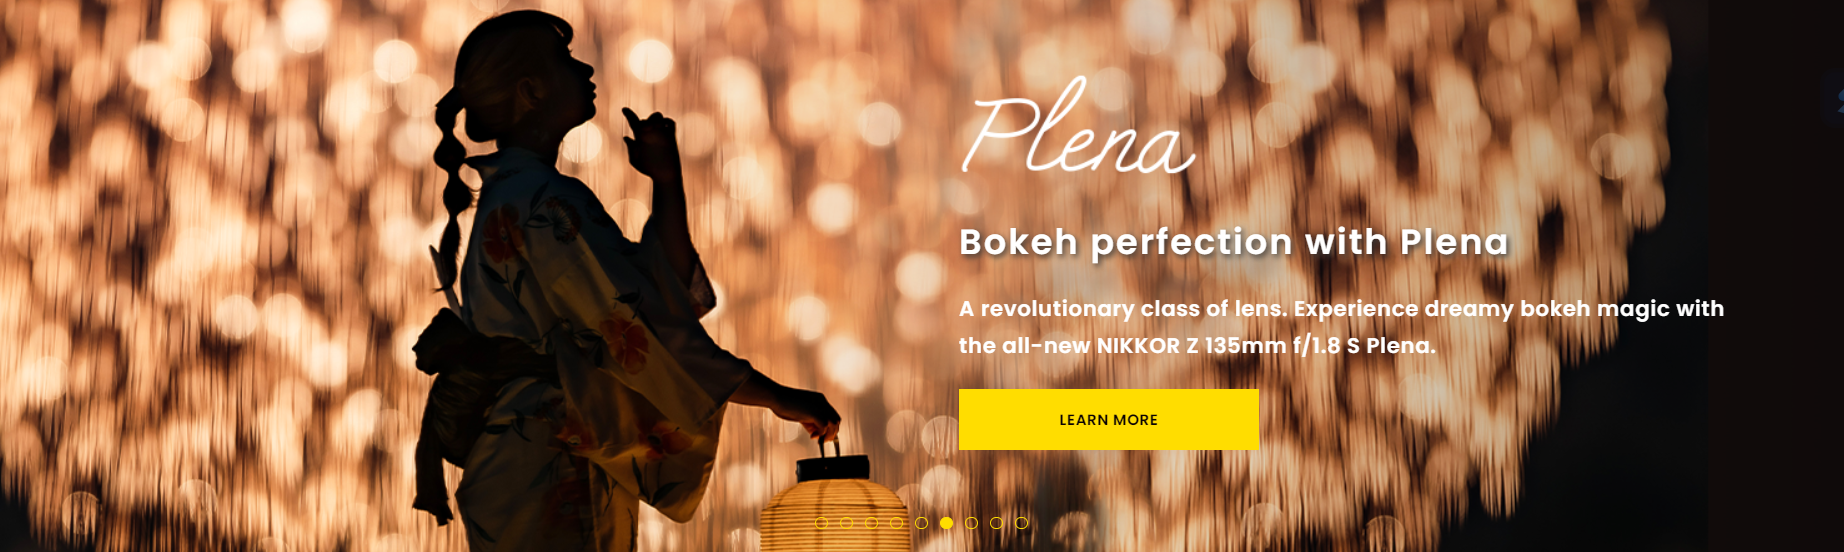 Plena
Bokeh perfection with Plena
A revolutionary class of lens. Experience dreamy bokeh magic with
the all-new NIKKOR Z 135mm f/1.8 S Plena.
LEARN MORE